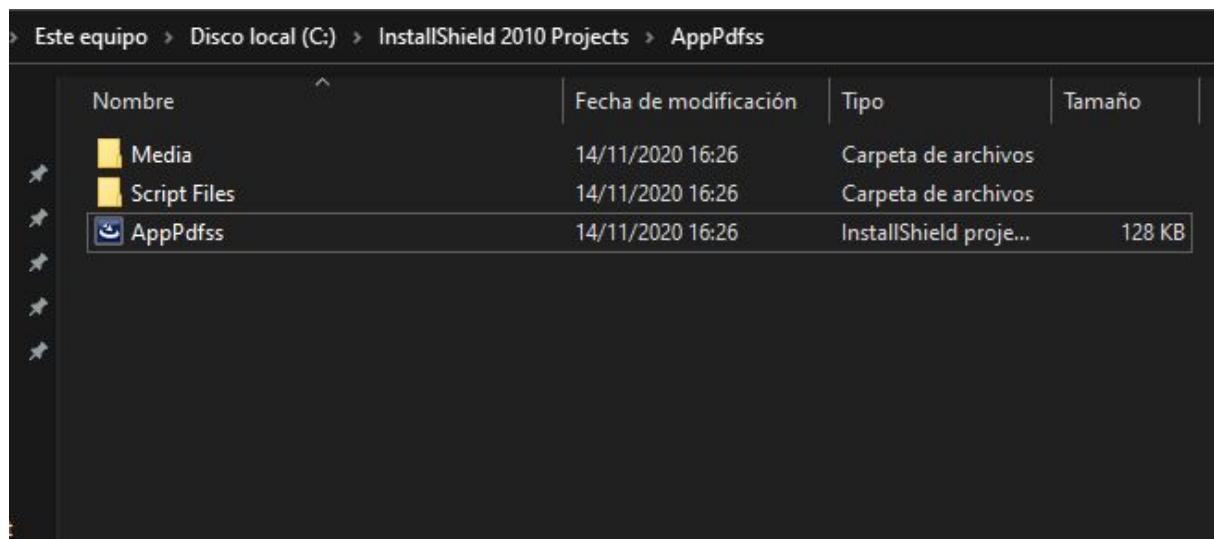 Este equipo > Disco local (C:) > InstallShield 2010 Projects > AppPdfss
Nombre Fecha de modificación Tipo Tamaño
Media 14/11/2020 16:26 Carpeta de archivos
Script Files 14/11/2020 16:26 Carpeta de archivos
AppPdfss 14/11/2020 16:26 InstallShield proje... 128 KB